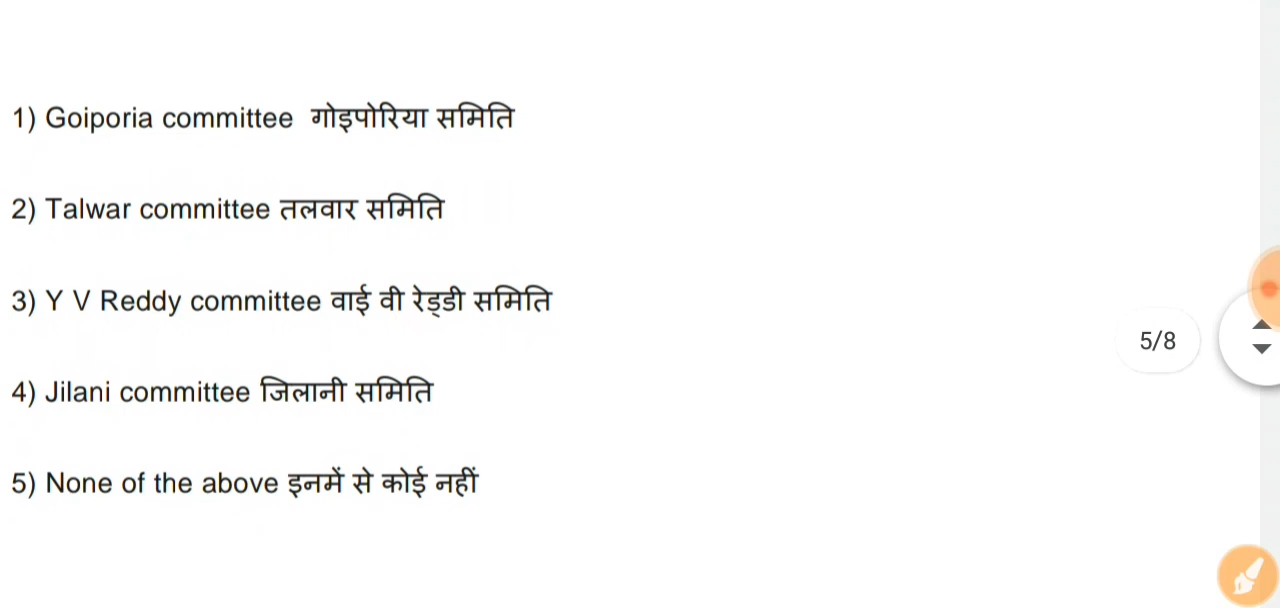 1) Goiporia committee गोइपोरिया समिति
2) Talwar committee तलवार समिति
3) Y V Reddy committee वाई वी रेड्डी समिति
5/8
4) Jilani committee जिलानी समिति
5) None of the above इनमें से कोई नहीं